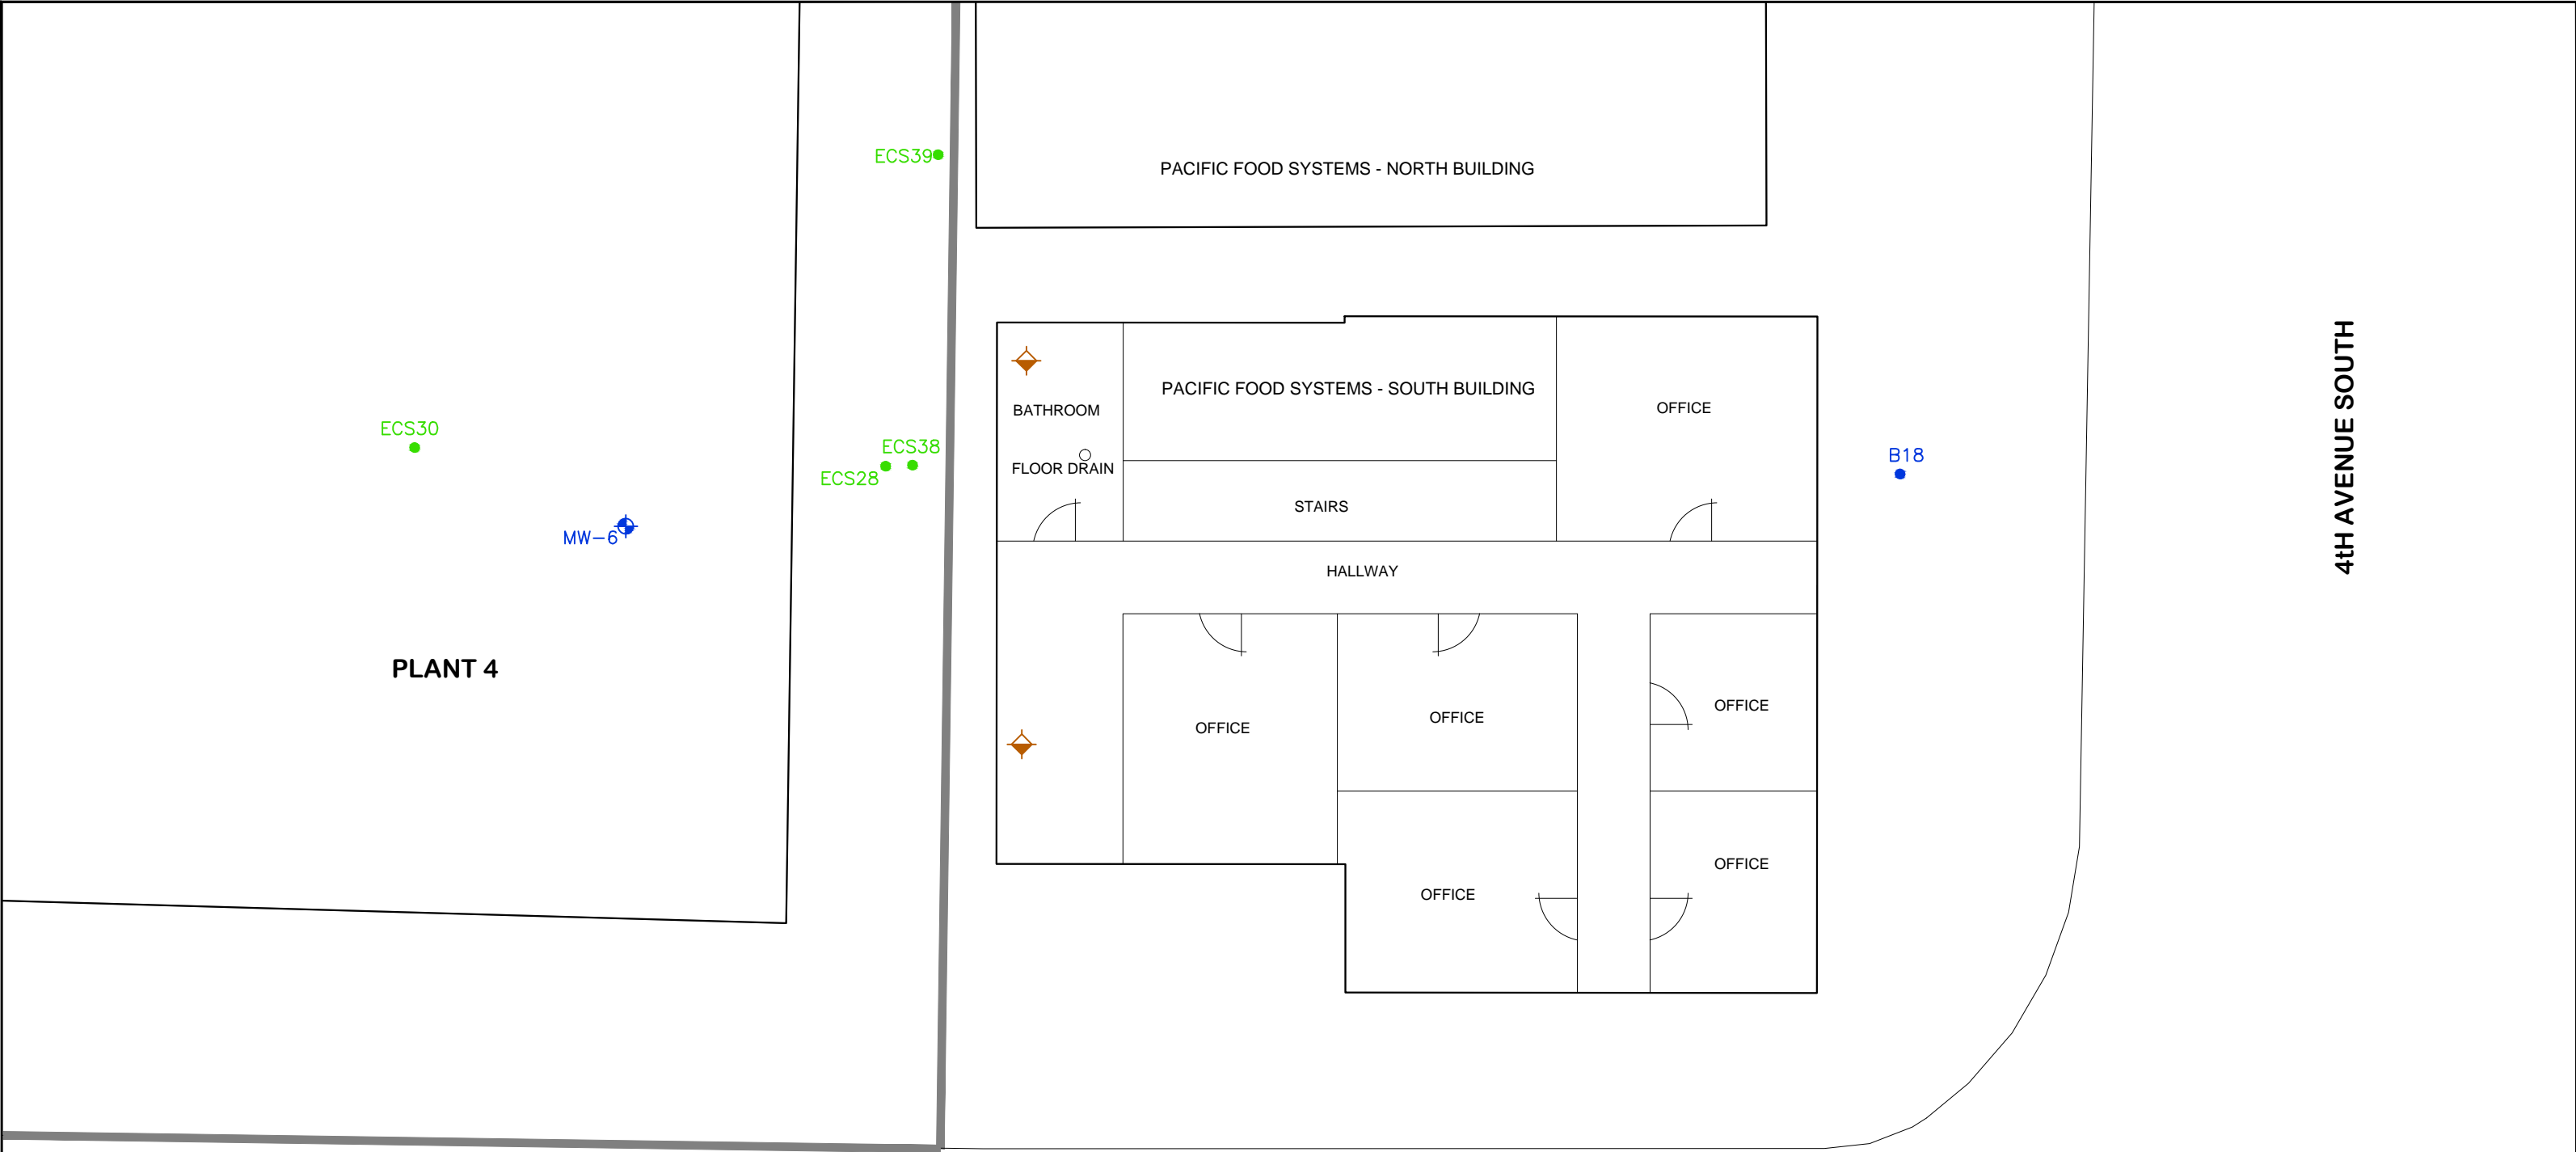 ECS39
PACIFIC FOOD SYSTEMS - NORTH BUILDING
4tH AVENUE SOUTH
PACIFIC FOOD SYSTEMS - SOUTH BUILDING
BATHROOM
OFFICE
ECS30
ECS38
B18
FLOOR DRAIN
ECS28
STAIRS
MW-6
HALLWAY
PLANT 4
OFFICE
OFFICE
OFFICE
OFFICE
OFFICE